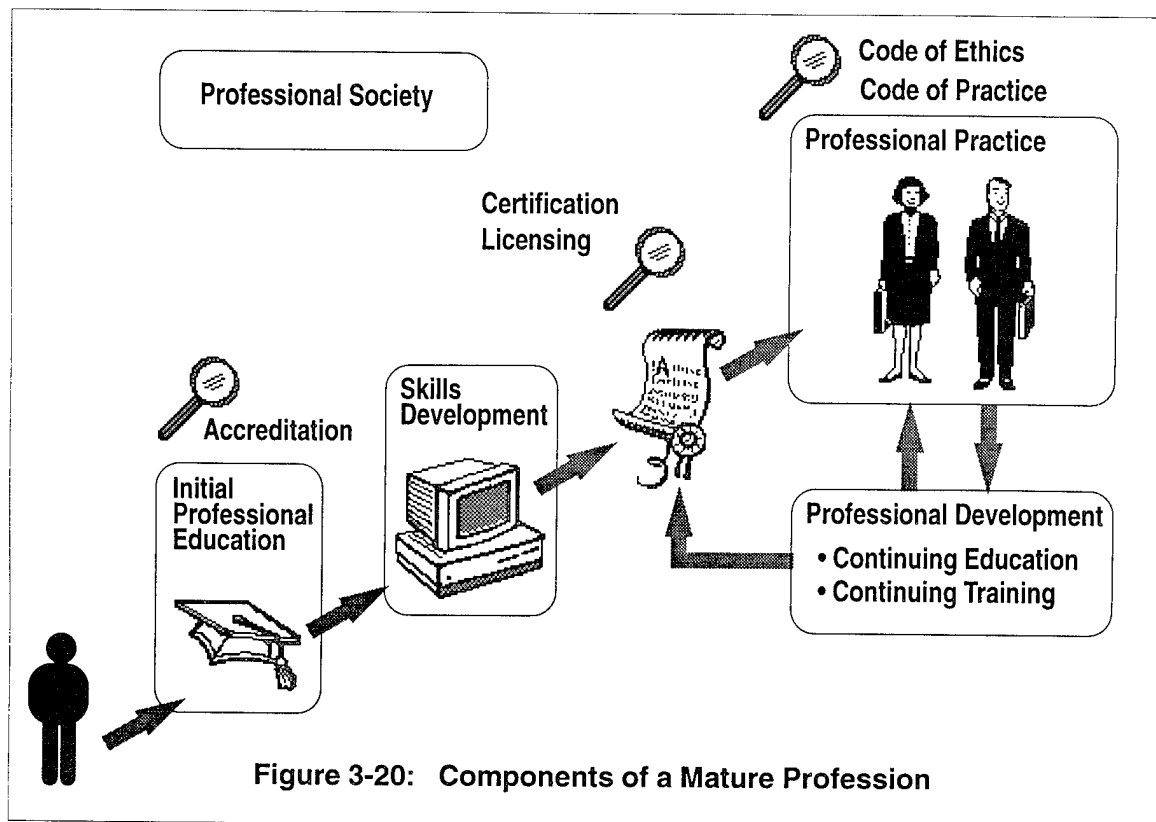 Professional Society
Code of Ethics
Code of Practice
Professional Practice
Certification
Licensing
Skills
Development
Accreditation
Initial
Professional
Education
Professional Development
• Continuing Education
• Continuing Training
Figure 3-20: Components of a Mature Profession